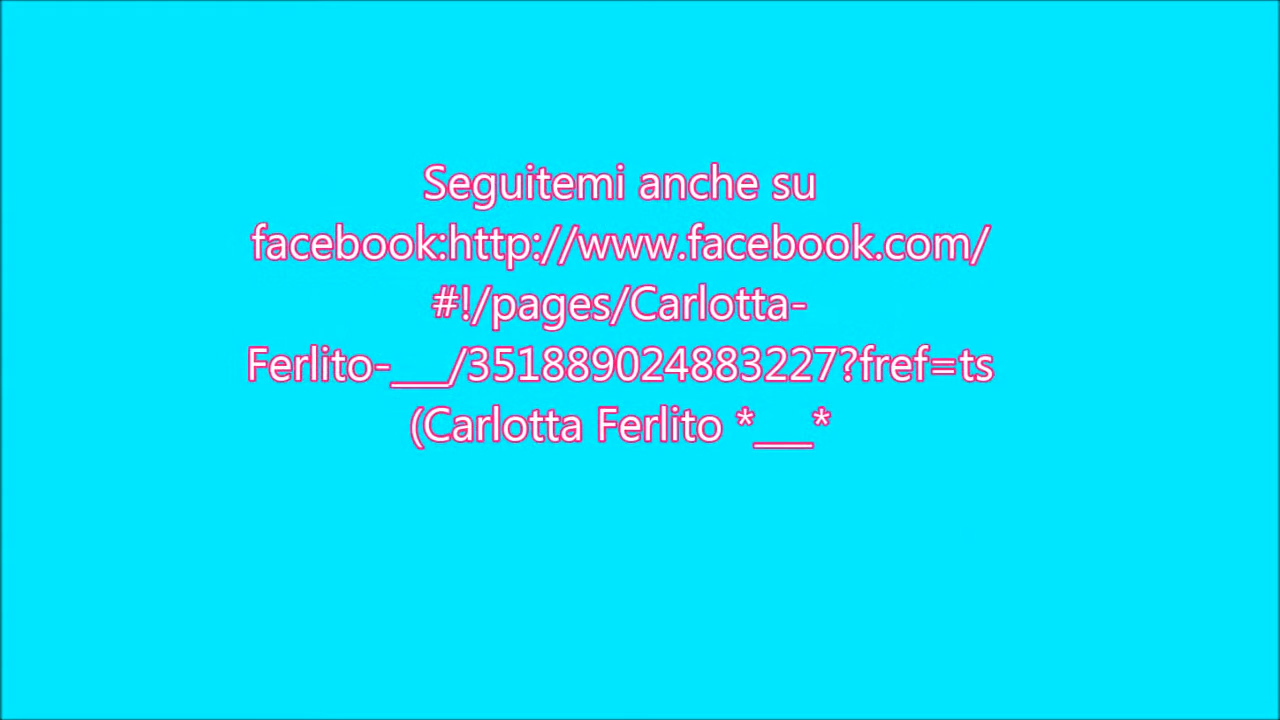 Seguitemi anche su
facebook:http://www.facebook.com/
#!/pages/Carlotta-
Ferlito-___/351889024883227?fref=ts
(Carlotta Ferlito *___*